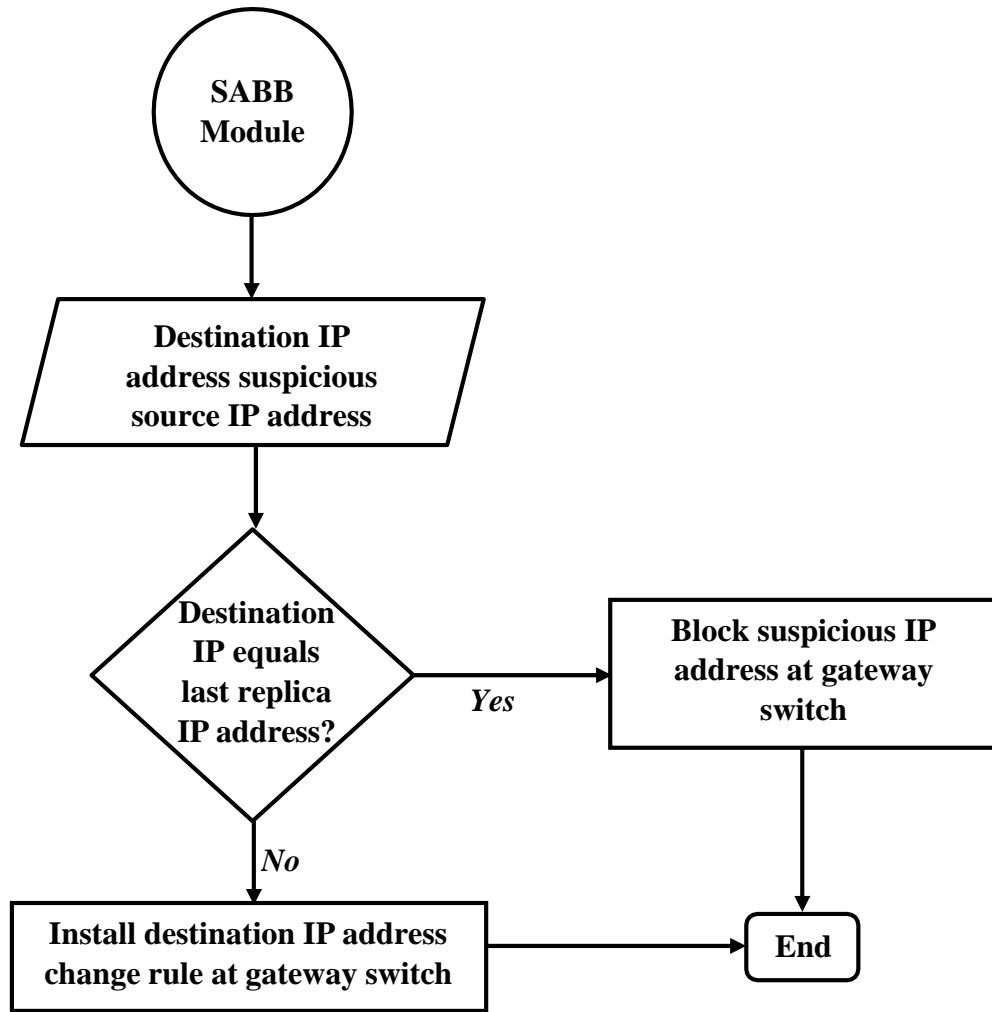 SABB
Module
Destination IP
address suspicious
source IP address
Destination
IP equals
last replica
IP address?
Yes
Block suspicious IP
address at gateway
switch
No
Install destination IP address
change rule at gateway switch
End